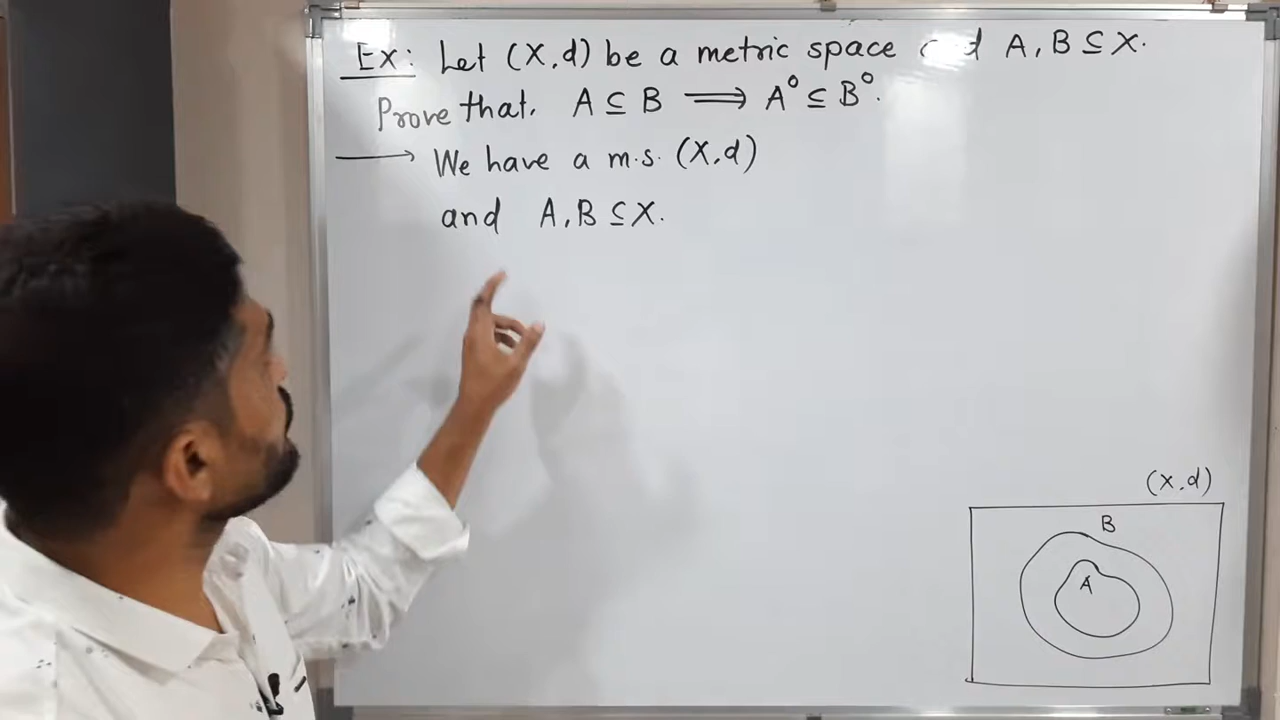 Ex: Let (X,d) be a metric space A, B ⊆ X.
Prove that, A ⊆ B ⟹ A° ⊆ B°.
⟶ We have a m.s. (X,d)
and A, B ⊆ X.
(X,d)
B
A